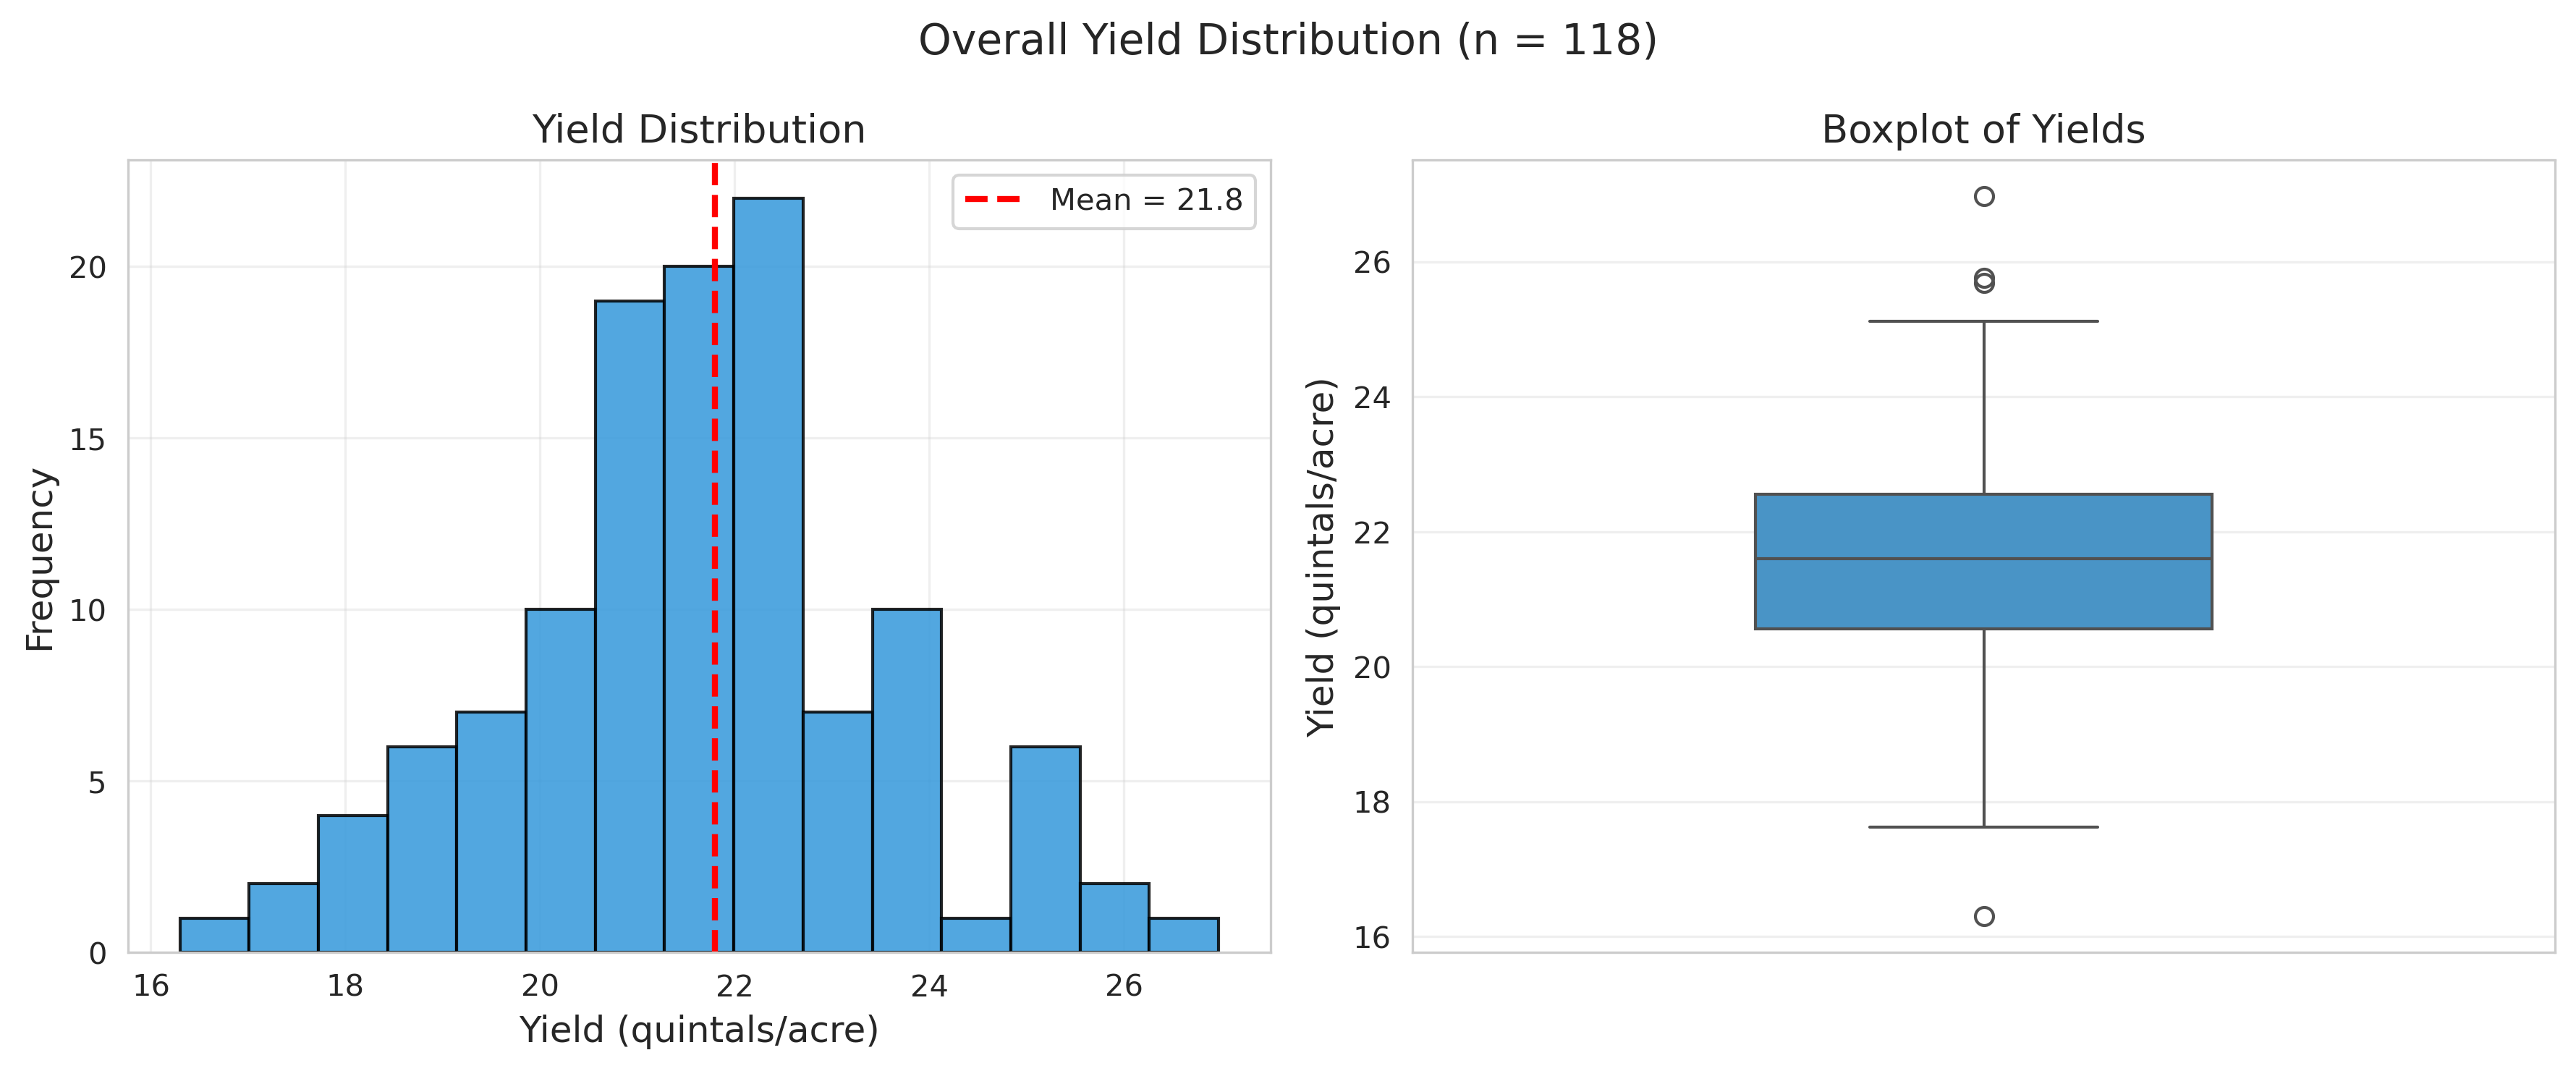 Overall Yield Distribution (n = 118)
Yield Distribution
Mean = 21.8
Frequency
20
15
10
5
0
16 18 20 22 24 26
Yield (quintals/acre)
Boxplot of Yields
Yield (quintals/acre)
26
24
22
20
18
16